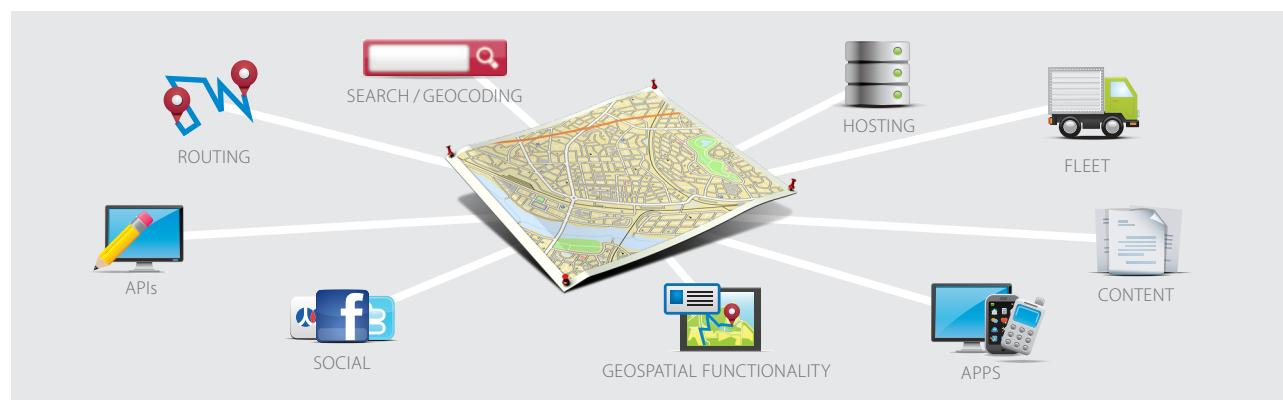 SEARCH / GEOCODING
HOSTING
ROUTING
FLEET
APIs
CONTENT
SOCIAL
GEOSPATIAL FUNCTIONALITY
APPS